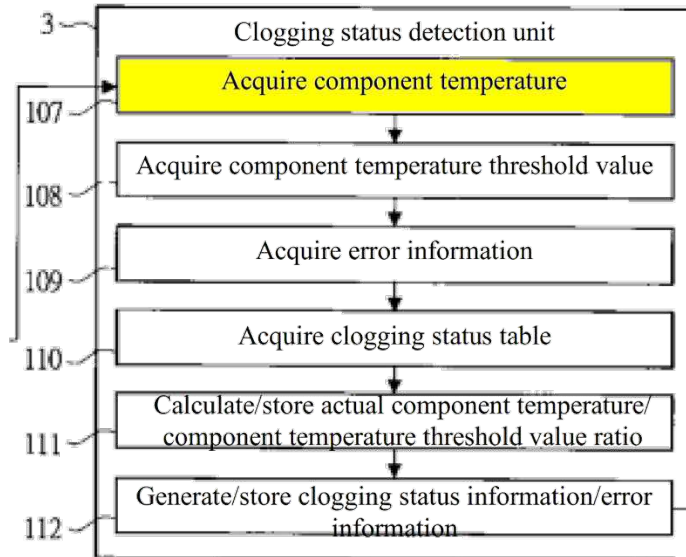 3
Clogging status detection unit
Acquire component temperature
107
Acquire component temperature threshold value
108
Acquire error information
109
Acquire clogging status table
110
Calculate/store actual component temperature/
component temperature threshold value ratio
111
Generate/store clogging status information/error
information
112